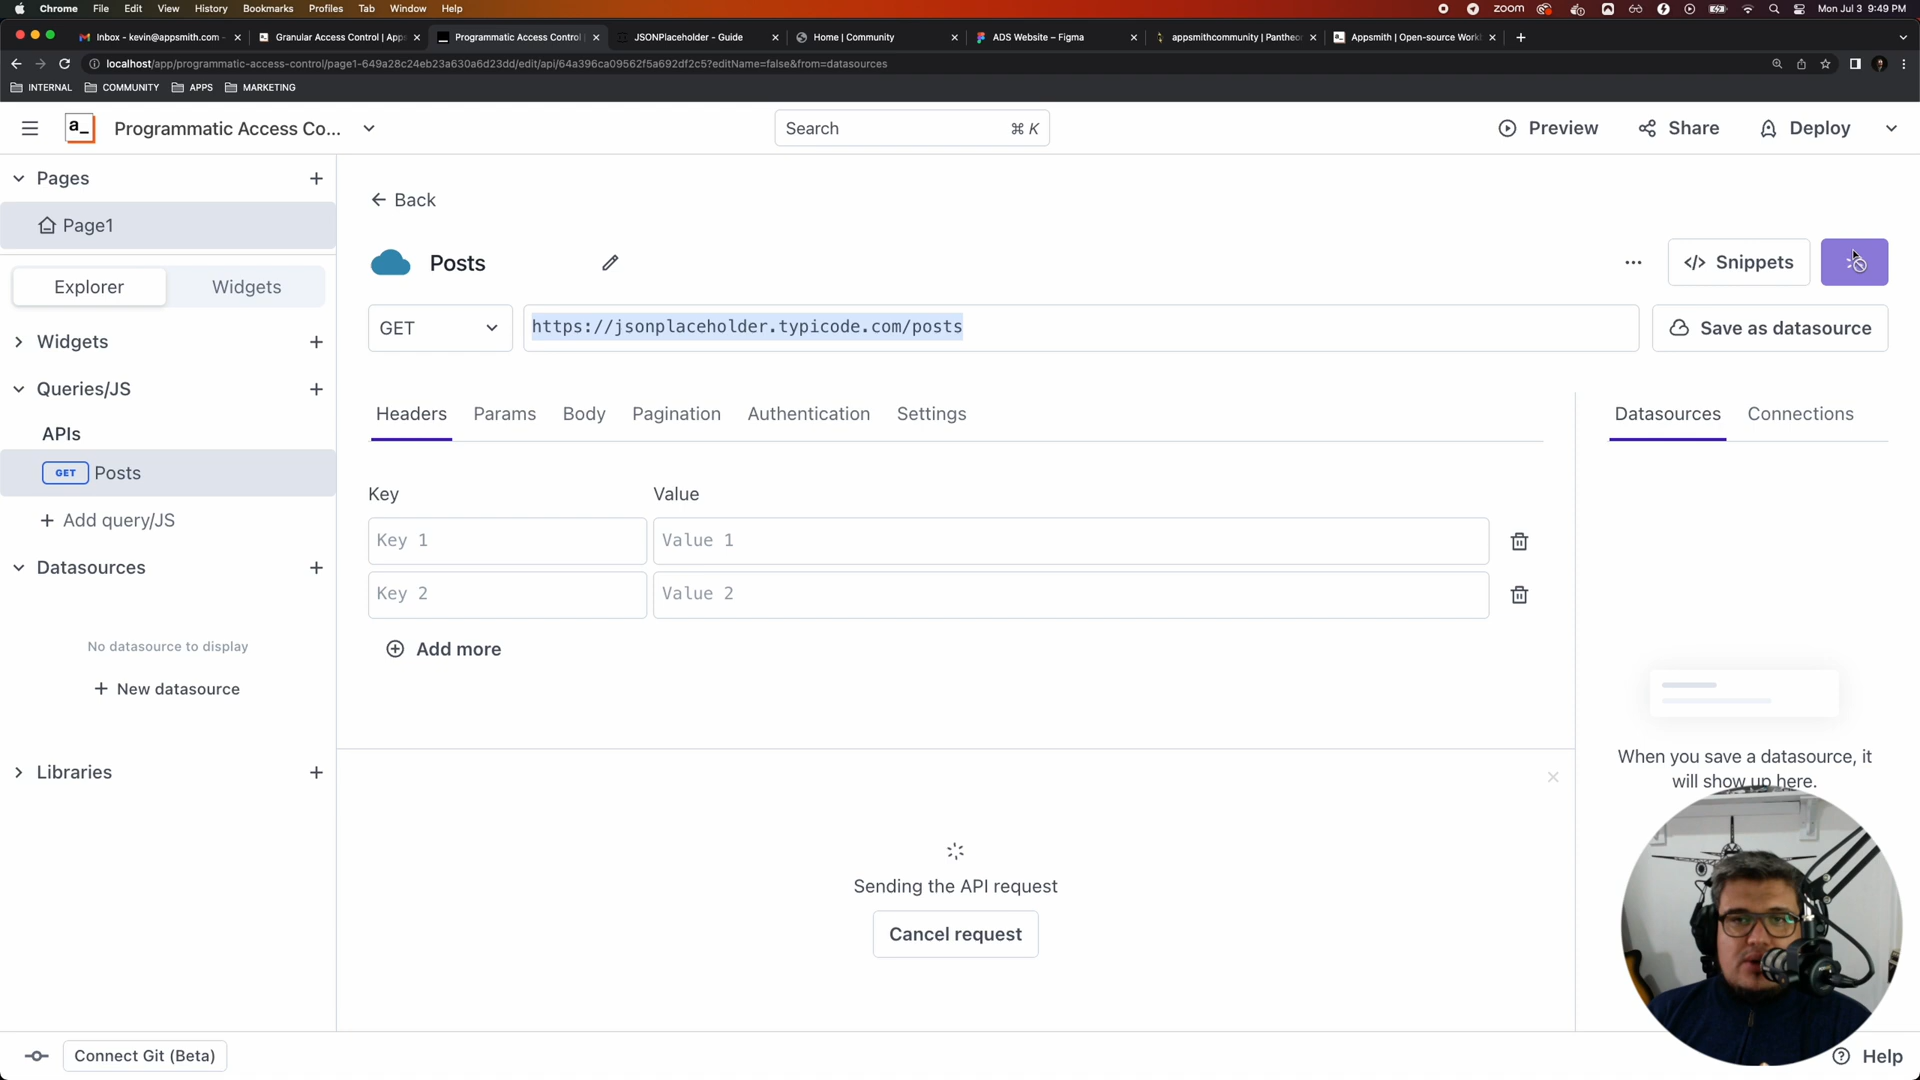 Chrome File Edit View History Bookmarks Profiles Tab Window Help
zoom Mon Jul 3 9:49 PM
Inbox - kevin@appsmith.com - Granular Access Control | Apps Programmatic Access Control JSONPlaceholder - Guide Home | Community ADS Website – Figma appsmithcommunity | Pantheon Appsmith | Open-source Work
localhost/app/programmatic-access-control/page1-649a28c24eb23a630a6d23dd/edit/api/64a396ca09562f5a692df2c5?editName=false&from=datasources
INTERNAL COMMUNITY APPS MARKETING
a_ Programmatic Access Co... Search ⌘ K Preview Share Deploy
Pages
Page1
Explorer Widgets
Widgets
Queries/JS
APIs
GET Posts
Add query/JS
Datasources
No datasource to display
New datasource
Libraries
Back
Posts
Snippets
GET https://jsonplaceholder.typicode.com/posts Save as datasource
Headers Params Body Pagination Authentication Settings
Key Value
Key 1 Value 1
Key 2 Value 2
Add more
Sending the API request
Cancel request
Datasources Connections
When you save a datasource, it
will show up here.
Connect Git (Beta)
Help